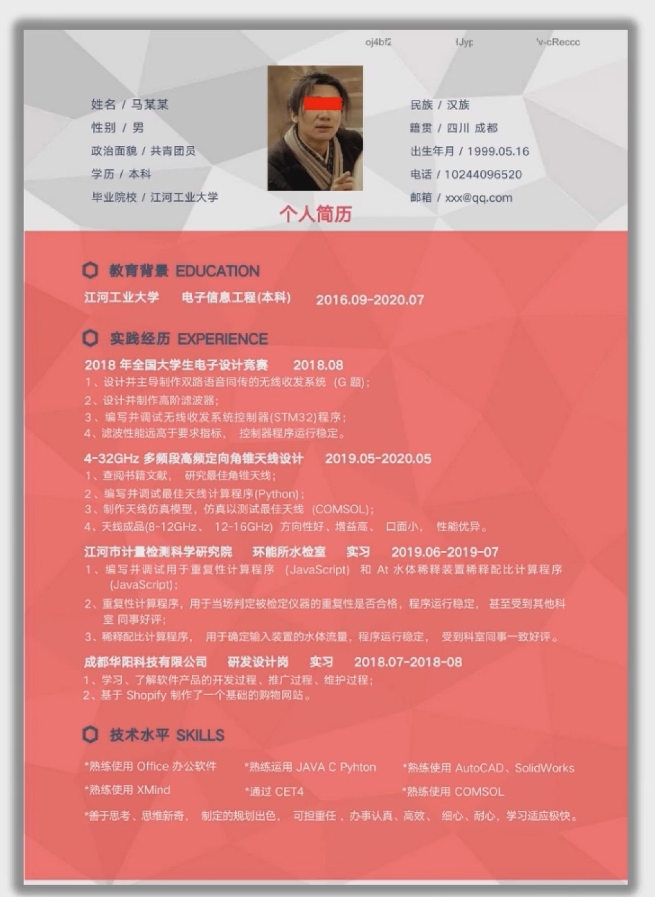 姓名 / 马某某
性别 / 男
政治面貌 / 共青团员
学历 / 本科
毕业院校 / 江河工业大学
民族 / 汉族
籍贯 / 四川 成都
出生年月 / 1999.05.16
电话 / 10244096520
邮箱 / xxx@qq.com
个人简历
教育背景 EDUCATION
江河工业大学 电子信息工程(本科) 2016.09-2020.07
实践经历 EXPERIENCE
2018 年全国大学生电子设计竞赛 2018.08
1、设计并主导制作双路语音同传的无线收发系统 (G 题);
2、设计并制作高阶滤波器;
3、编写并调试无线收发系统控制器(STM32)程序;
4、滤波性能远高于要求指标, 控制器程序运行稳定。
4-32GHz 多频段高频定向角锥天线设计 2019.05-2020.05
1、查阅书籍文献, 研究最佳角锥天线;
2、编写并调试最佳天线计算程序(Python);
3、制作天线仿真模型,仿真以测试最佳天线 (COMSOL);
4、天线成品(8-12GHz、 12-16GHz) 方向性好、增益高、 口面小、 性能优异。
江河市计量检测科学研究院 环能所水检室 实习 2019.06-2019-07
1、编写并调试用于重复性计算程序 (JavaScript) 和 At 水体稀释装置稀释配比计算程序
(JavaScript);
2、重复性计算程序,用于当场判定被检定仪器的重复性是否合格,程序运行稳定, 甚至受到其他科
室 同事好评;
3、稀释配比计算程序, 用于确定输入装置的水体流量,程序运行稳定, 受到科室同事一致好评。
成都华阳科技有限公司 研发设计岗 实习 2018.07-2018-08
1、学习、了解软件产品的开发过程、推广过程、维护过程;
2、基于 Shopify 制作了一个基础的购物网站。
技术水平 SKILLS
*熟练使用 Office 办公软件 *熟练运用 JAVA C Pyhton *熟练使用 AutoCAD、SolidWorks
*熟练使用 XMind *通过 CET4 *熟练使用 COMSOL
*善于思考、思维新奇, 制定的规划出色, 可担重任 , 办事认真、高效、 细心、耐心,学习适应极快。